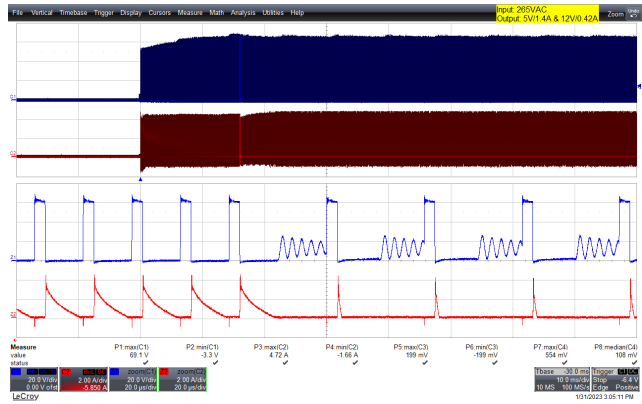 File Vertical Timebase Trigger Display Cursors Measure Math Analysis Utilities Help
Input: 265VAC
Output: 5V/1.4A & 12V/0.42A
Zoom Undo
C1
C2
Measure P1:max(C1) P2:min(C1) P3:max(C2) P4:min(C2) P5:max(C3) P6:min(C3) P7:max(C4) P8:median(C4)
value 69.1 V -3.3 V 4.72 A -1.66 A 199 mV -199 mV 554 mV 108 mV
status
zoom(C1) zoom(C2) Tbase -30.0 ms Trigger C1 DC
20.0 V/div 2.00 A/div 20.0 V/div 2.00 A/div 10.0 ms/div Stop -6.4 V
0.00 V ofst -5.850 A 20.0 µs/div 20.0 µs/div 10 MS 100 MS/s Edge Positive
LeCroy 1/31/2023 3:05:11 PM